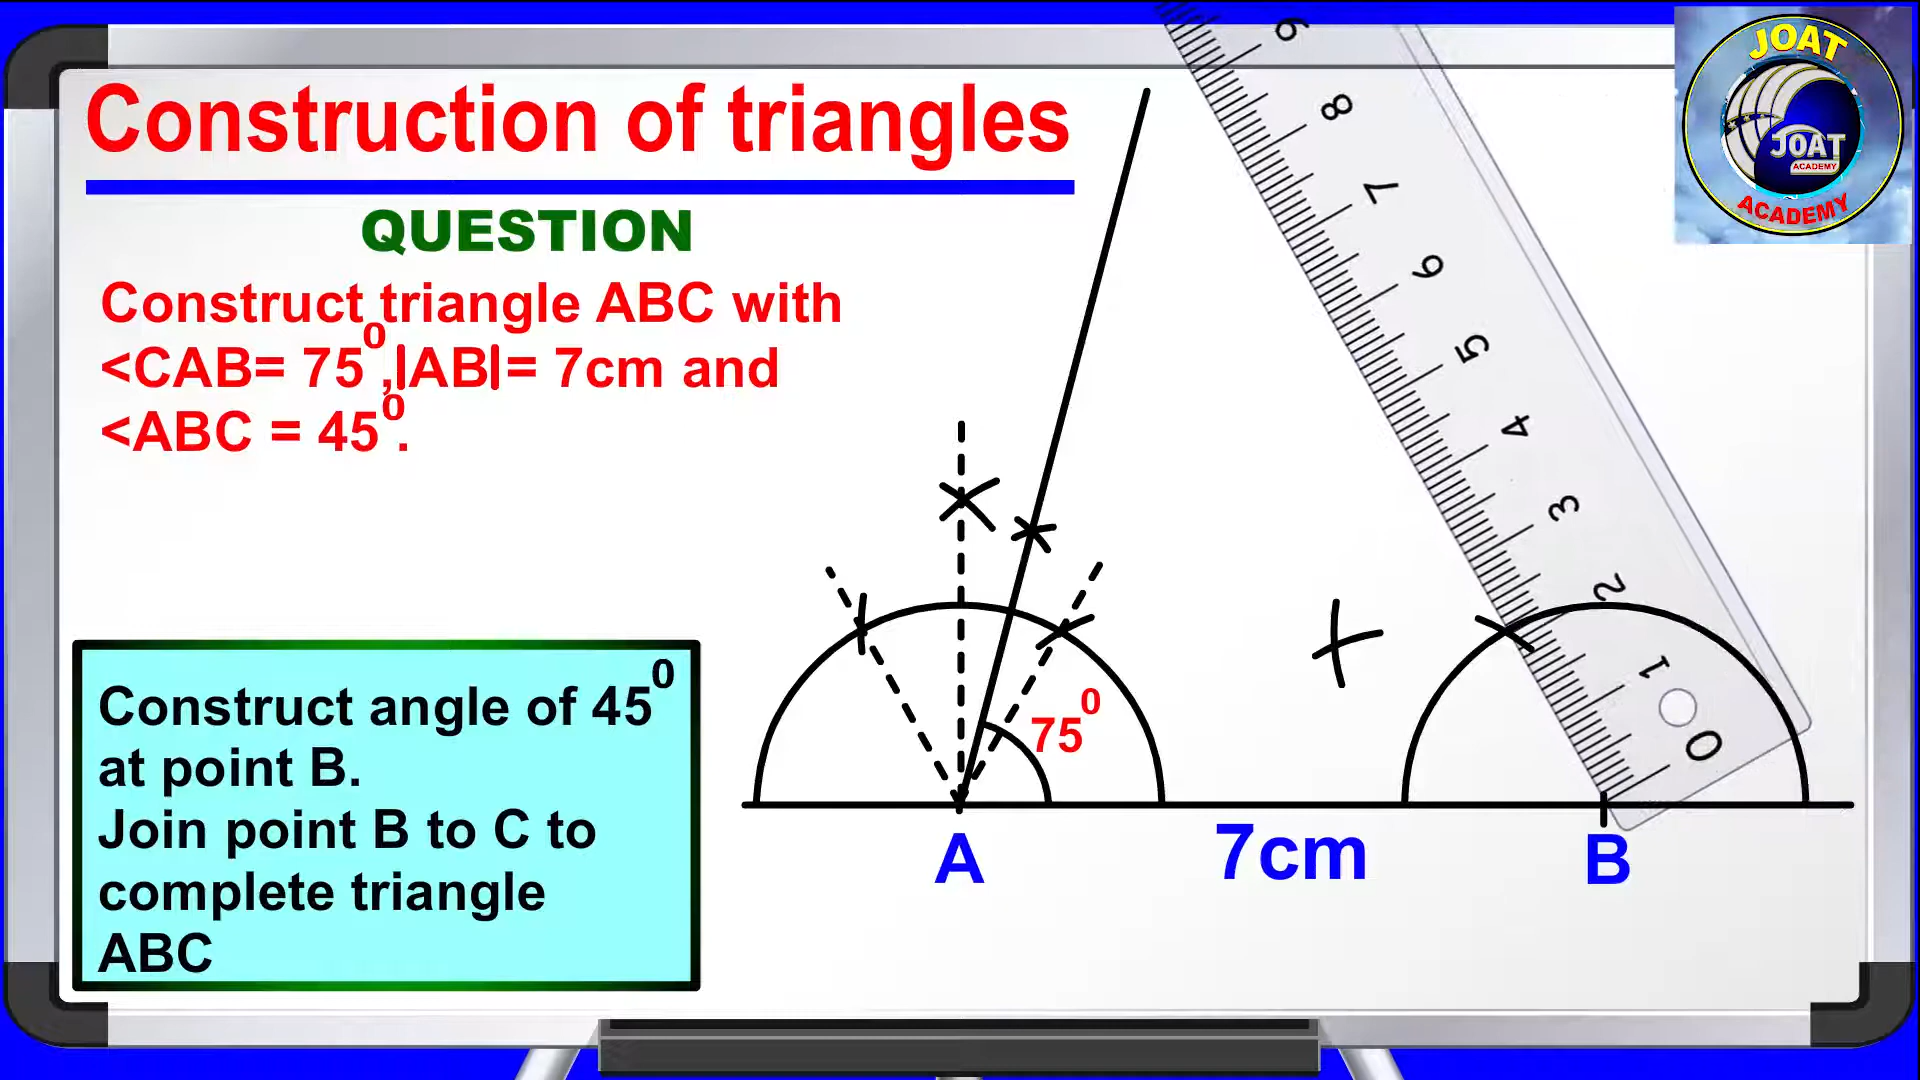 Construction of triangles
QUESTION
Construct triangle ABC with
<CAB= 75⁰,|AB|= 7cm and
<ABC = 45⁰.
Construct angle of 45⁰
at point B.
Join point B to C to
complete triangle
ABC
75⁰
A
7cm
B
9
8
7
6
5
4
3
2
1
0
JOAT
JOAT
ACADEMY
ACADEMY